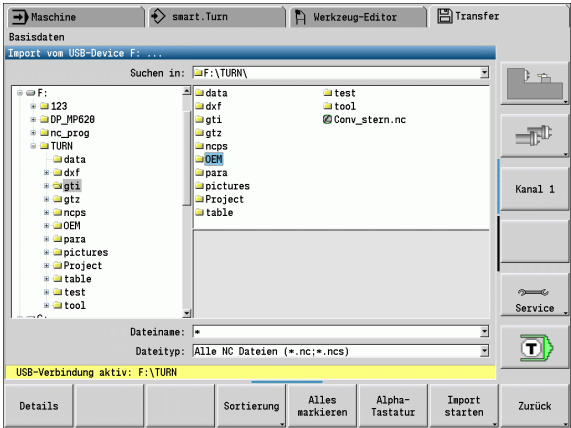 Maschine smart.Turn Werkzeug-Editor Transfer
Basisdaten
Import vom USB-Device F: ...
Suchen in: F:\TURN\
F:
123
DP_MP620
nc_prog
TURN
data
dxf
gti
gtz
ncps
OEM
para
pictures
Project
table
test
tool
data
dxf
gti
gtz
ncps
OEM
para
pictures
Project
table
test
tool
Conv_stern.nc
Kanal 1
Service
T
Dateiname: *
Dateityp: Alle NC Dateien (*.nc;*.ncs)
USB-Verbindung aktiv: F:\TURN
Details
Sortierung
Alles
markieren
Alpha-
Tastatur
Import
starten
Zurück